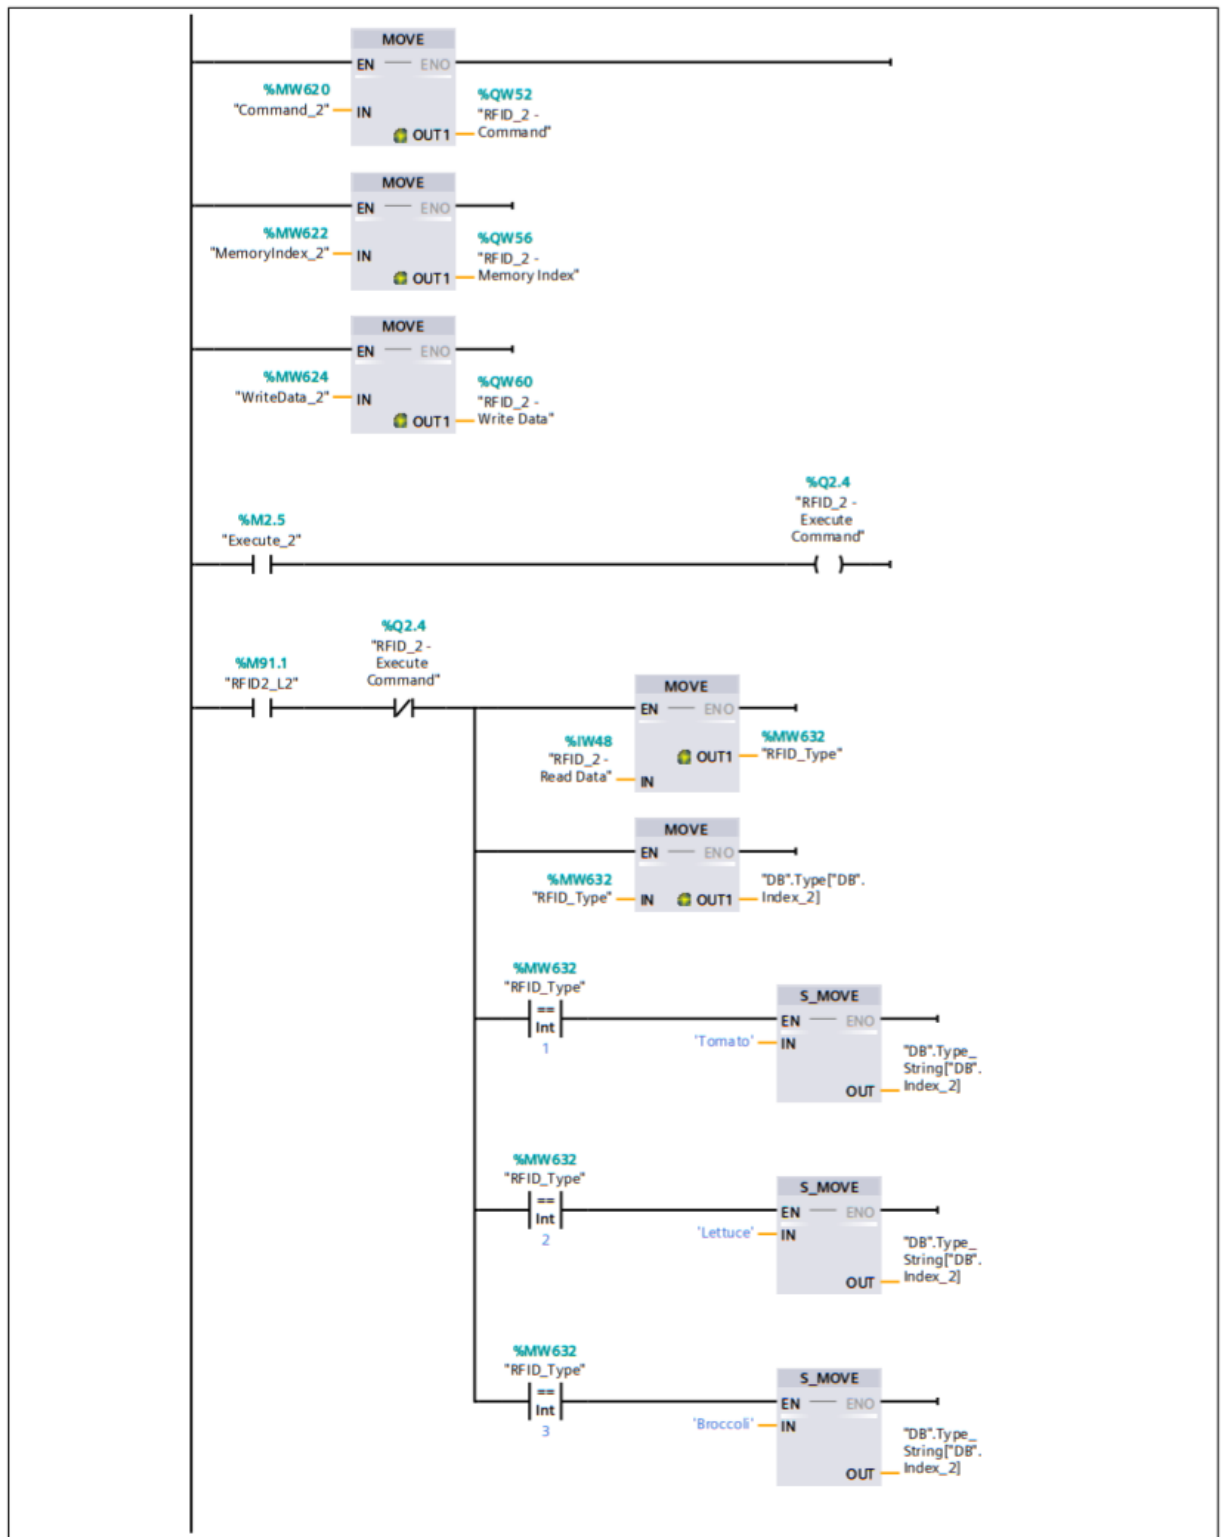 MOVE
EN ENO
%MW620
"Command_2" IN
%QW52
"RFID_2 -
Command"
OUT1
MOVE
EN ENO
%MW622
"MemoryIndex_2" IN
%QW56
"RFID_2 -
Memory Index"
OUT1
MOVE
EN ENO
%MW624
"WriteData_2" IN
%QW60
"RFID_2 -
Write Data"
OUT1
%M2.5
"Execute_2"
%Q2.4
"RFID_2 -
Execute
Command"
%M91.1
"RFID2_L2"
%Q2.4
"RFID_2 -
Execute
Command"
MOVE
EN ENO
%IW48
"RFID_2 -
Read Data" IN
%MW632
OUT1 "RFID_Type"
MOVE
EN ENO
%MW632
"RFID_Type" IN OUT1
"DB".Type["DB".
Index_2]
%MW632
"RFID_Type"
==
Int
1
S_MOVE
EN ENO
'Tomato' IN
OUT
"DB".Type_
String["DB".
Index_2]
%MW632
"RFID_Type"
==
Int
2
S_MOVE
EN ENO
'Lettuce' IN
OUT
"DB".Type_
String["DB".
Index_2]
%MW632
"RFID_Type"
==
Int
3
S_MOVE
EN ENO
'Broccoli' IN
OUT
"DB".Type_
String["DB".
Index_2]